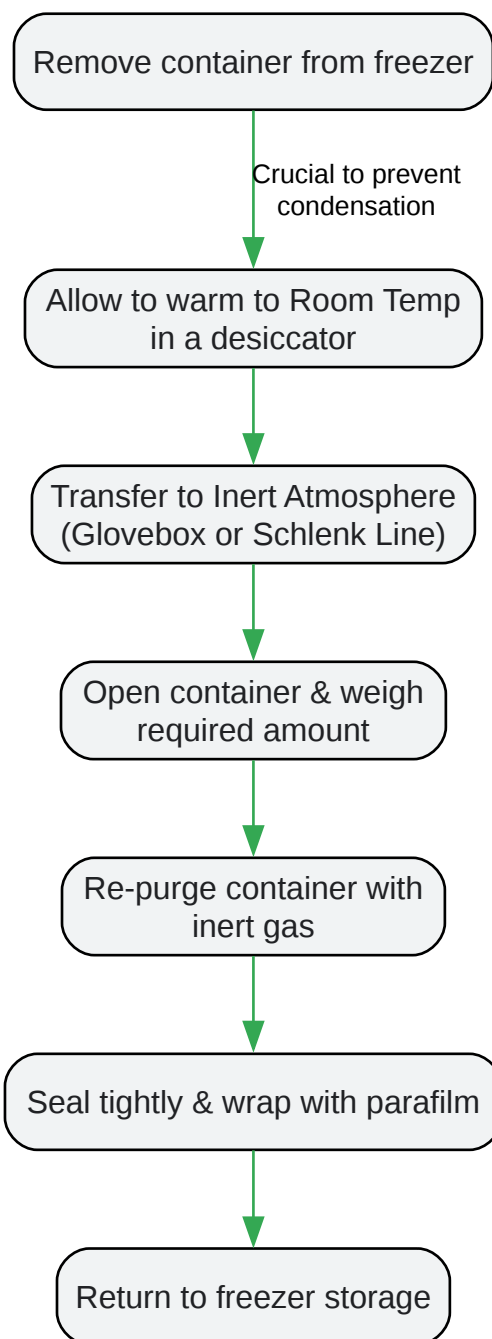 Remove container from freezer
Crucial to prevent
condensation
Allow to warm to Room Temp
in a desiccator
Transfer to Inert Atmosphere
(Glovebox or Schlenk Line)
Open container & weigh
required amount
Re-purge container with
inert gas
Seal tightly & wrap with parafilm
Return to freezer storage